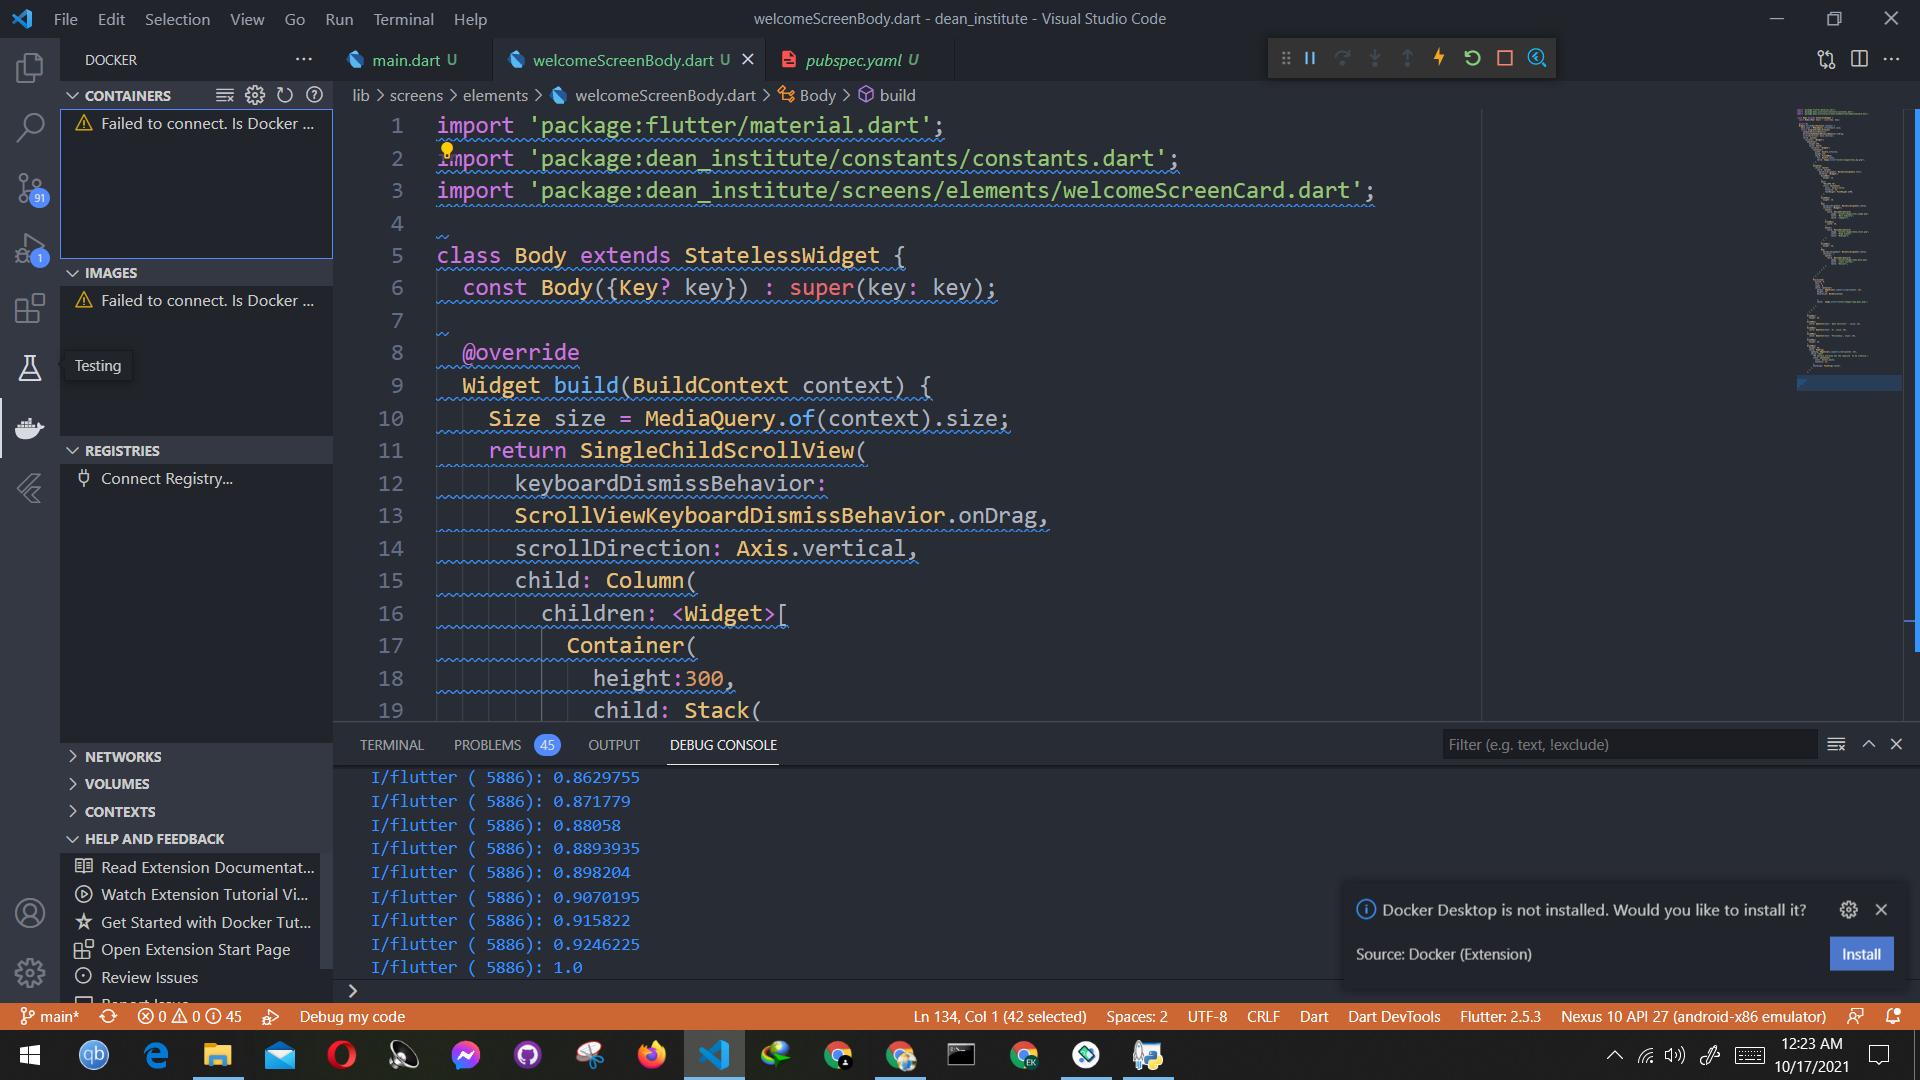 File Edit Selection View Go Run Terminal Help
welcomeScreenBody.dart - dean_institute - Visual Studio Code
DOCKER
main.dart U
welcomeScreenBody.dart U
pubspec.yaml U
lib > screens > elements > welcomeScreenBody.dart > Body > build
CONTAINERS
Failed to connect. Is Docker ...
IMAGES
Failed to connect. Is Docker ...
Testing
REGISTRIES
Connect Registry...
NETWORKS
VOLUMES
CONTEXTS
HELP AND FEEDBACK
Read Extension Documentat...
Watch Extension Tutorial Vi...
Get Started with Docker Tut...
Open Extension Start Page
Review Issues
91
1
1 import 'package:flutter/material.dart';
2 import 'package:dean_institute/constants/constants.dart';
3 import 'package:dean_institute/screens/elements/welcomeScreenCard.dart';
4
5 class Body extends StatelessWidget {
6 const Body({Key? key}) : super(key: key);
7
8 @override
9 Widget build(BuildContext context) {
10 Size size = MediaQuery.of(context).size;
11 return SingleChildScrollView(
12 keyboardDismissBehavior:
13 ScrollViewKeyboardDismissBehavior.onDrag,
14 scrollDirection: Axis.vertical,
15 child: Column(
16 children: <Widget>[
17 Container(
18 height:300,
19 child: Stack(
TERMINAL PROBLEMS 45 OUTPUT DEBUG CONSOLE
Filter (e.g. text, !exclude)
I/flutter ( 5886): 0.8629755
I/flutter ( 5886): 0.871779
I/flutter ( 5886): 0.88058
I/flutter ( 5886): 0.8893935
I/flutter ( 5886): 0.898204
I/flutter ( 5886): 0.9070195
I/flutter ( 5886): 0.915822
I/flutter ( 5886): 0.9246225
I/flutter ( 5886): 1.0
Docker Desktop is not installed. Would you like to install it?
Source: Docker (Extension)
Install
main* 0 0 45 Debug my code
Ln 134, Col 1 (42 selected) Spaces: 2 UTF-8 CRLF Dart Dart DevTools Flutter: 2.5.3 Nexus 10 API 27 (android-x86 emulator)
qb
EK
12:23 AM
10/17/2021